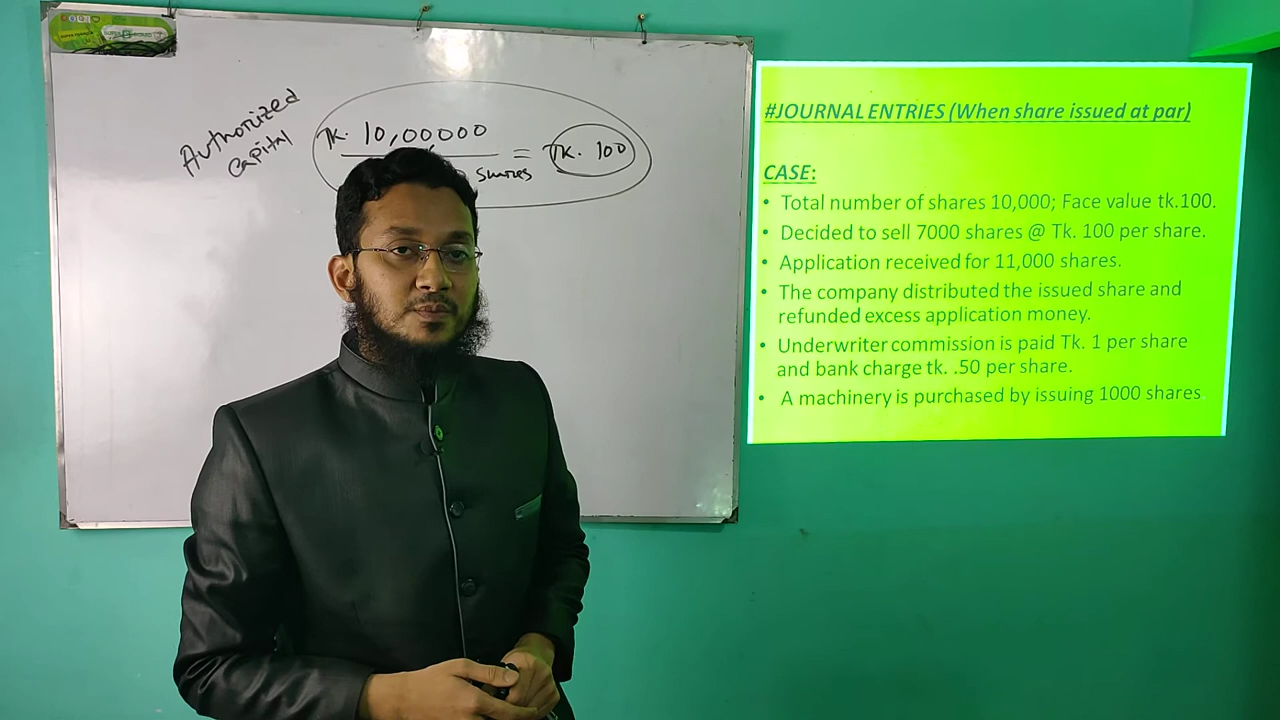 Authorized
capital
Tk. 10,00000
shares
= Tk. 100
#JOURNAL ENTRIES (When share issued at par)
CASE:
• Total number of shares 10,000; Face value tk.100.
• Decided to sell 7000 shares @ Tk. 100 per share.
• Application received for 11,000 shares.
• The company distributed the issued share and
refunded excess application money.
• Underwriter commission is paid Tk. 1 per share
and bank charge tk. .50 per share.
• A machinery is purchased by issuing 1000 shares.